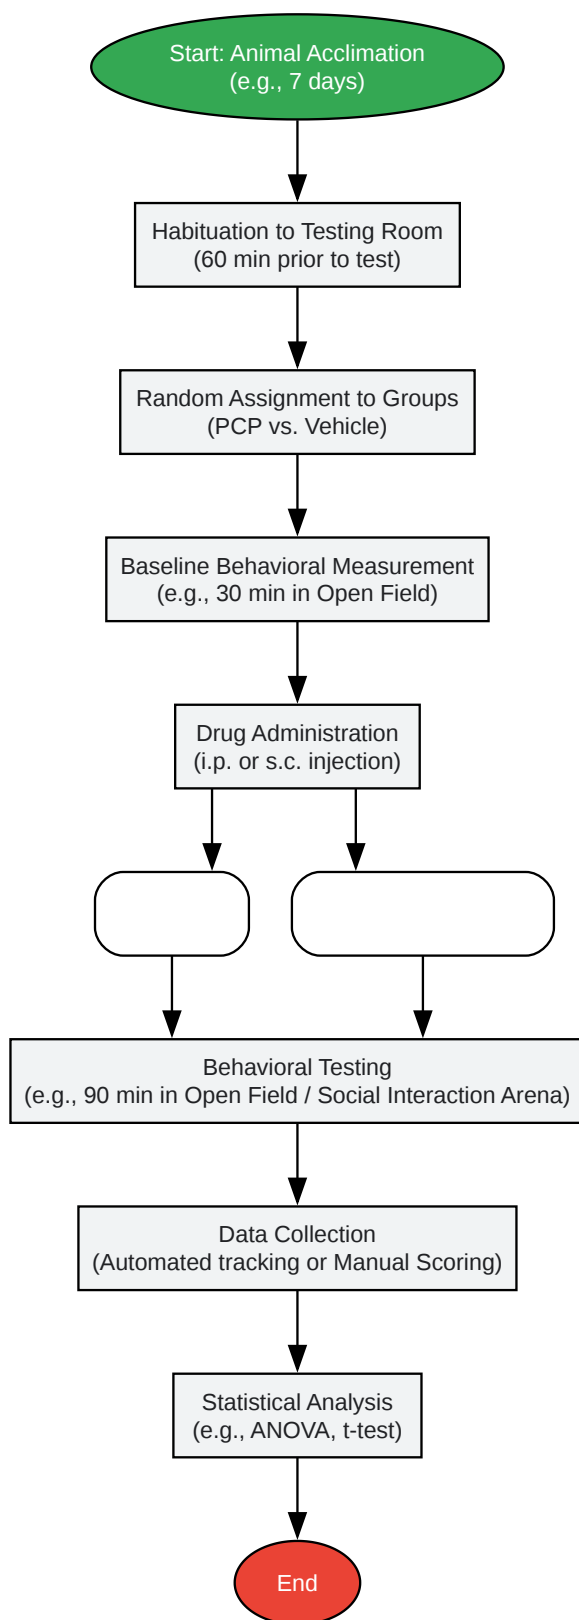 Start: Animal Acclimation
(e.g., 7 days)
Habituation to Testing Room
(60 min prior to test)
Random Assignment to Groups
(PCP vs. Vehicle)
Baseline Behavioral Measurement
(e.g., 30 min in Open Field)
Drug Administration
(i.p. or s.c. injection)
Behavioral Testing
(e.g., 90 min in Open Field / Social Interaction Arena)
Data Collection
(Automated tracking or Manual Scoring)
Statistical Analysis
(e.g., ANOVA, t-test)
End